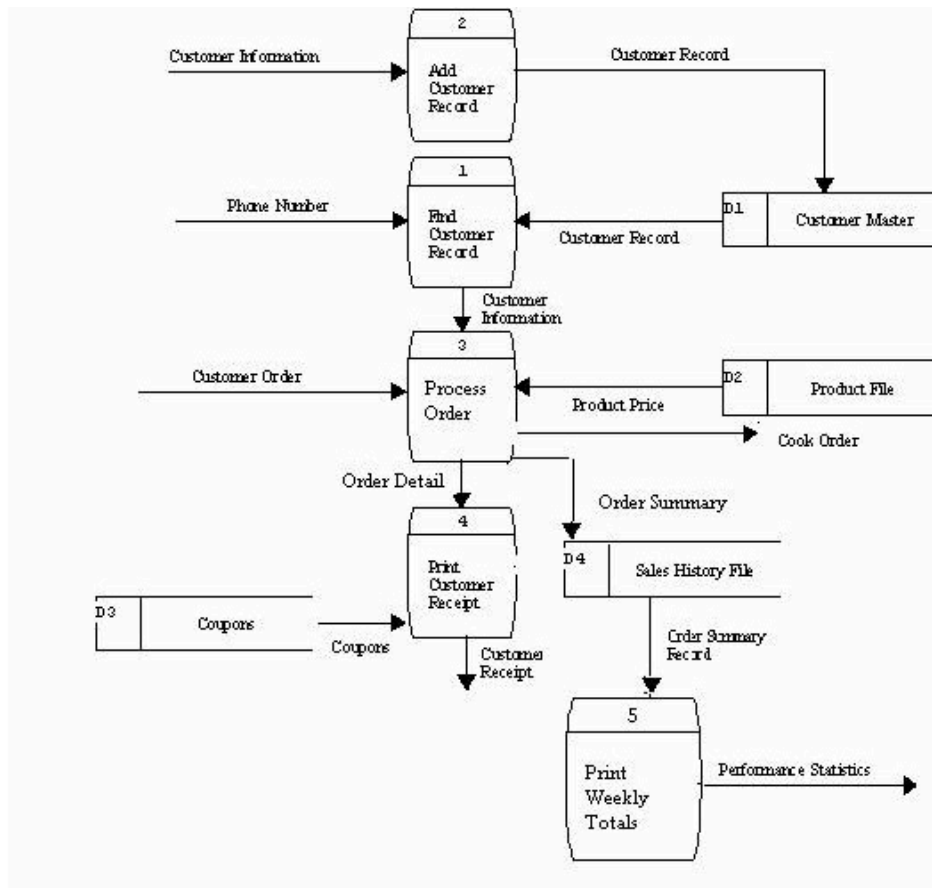 2
Customer Information
Add
Customer
Record
Customer Record
1
Phone Number
Find
Customer
Record
Customer Record
D1
Customer Master
Customer
Information
3
Customer Order
Process
Order
Product Price
D2
Product File
Cook Order
Order Detail
Order Summary
4
Print
Customer
Receipt
D4
Sales History File
D3
Coupons
Coupons
Customer
Receipt
Order Summary
Record
5
Print
Weekly
Totals
Performance Statistics